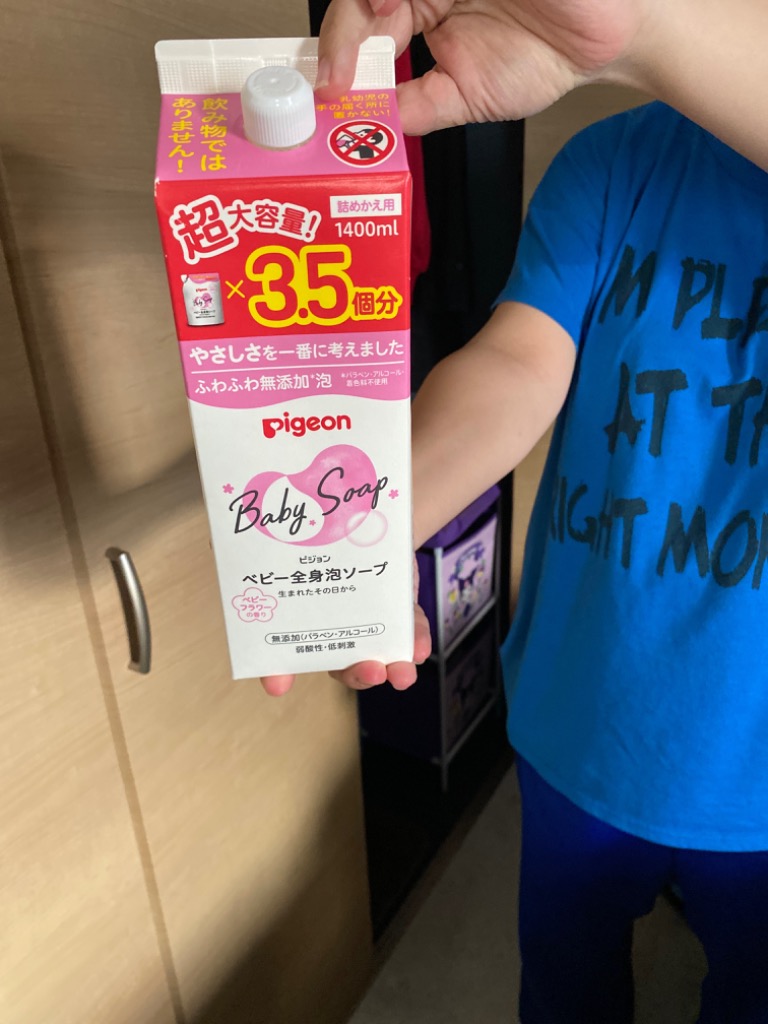 飲み物では
ありません！
乳幼児の
手の届く所に
置かない！
超大容量！
詰めかえ用
1400ml
×3.5個分
やさしさを一番に考えました
ふわふわ無添加*泡
*パラベン・アルコール・
着色料不使用
Pigeon
Baby Soap
ピジョン
ベビー全身泡ソープ
生まれたその日から
ベビー
フラワー
の香り
無添加(パラベン・アルコール)
弱酸性・低刺激
M PLE
AT TH
IGHT MOM